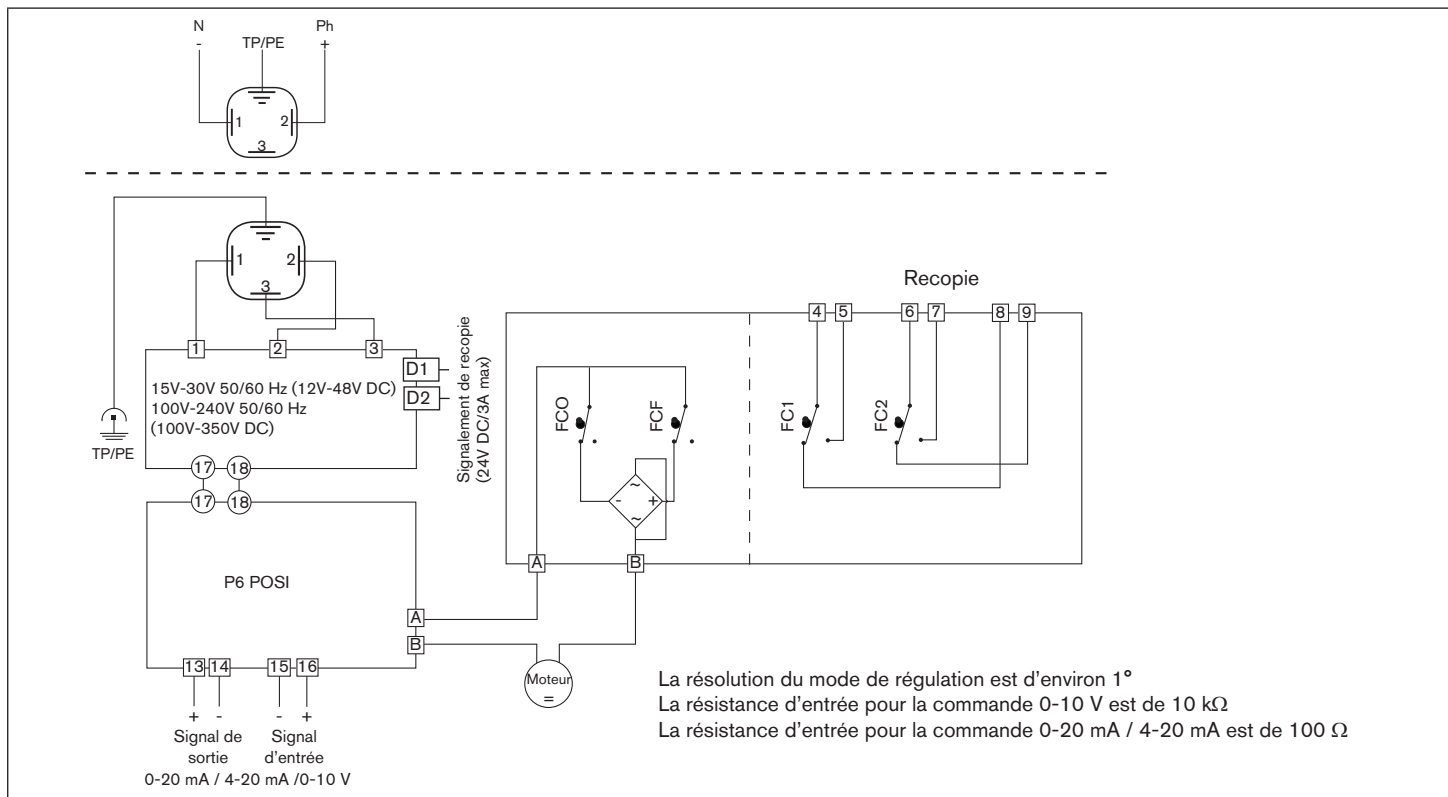 N
-
TP/PE
Ph
+
1
2
3
1
2
3
1
2
3
D1
D2
15V-30V 50/60 Hz (12V-48V DC)
100V-240V 50/60 Hz
(100V-350V DC)
TP/PE
Signalement de recopie
(24V DC/3A max)
17
18
17
18
P6 POSI
A
B
13
14
15
16
+
-
-
+
Signal de
sortie
Signal
d'entrée
0-20 mA / 4-20 mA /0-10 V
Recopie
4
5
6
7
8
9
FCO
FCF
FC1
FC2
~
-
+
~
A
B
Moteur
=
La résolution du mode de régulation est d'environ 1°
La résistance d'entrée pour la commande 0-10 V est de 10 kΩ
La résistance d'entrée pour la commande 0-20 mA / 4-20 mA est de 100 Ω